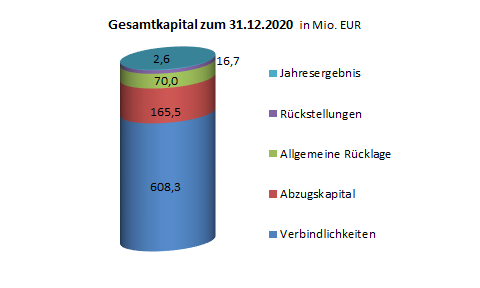 Gesamtkapital zum 31.12.2020 in Mio. EUR
2,6
16,7
70,0
165,5
608,3
Jahresergebnis
Rückstellungen
Allgemeine Rücklage
Abzugskapital
Verbindlichkeiten